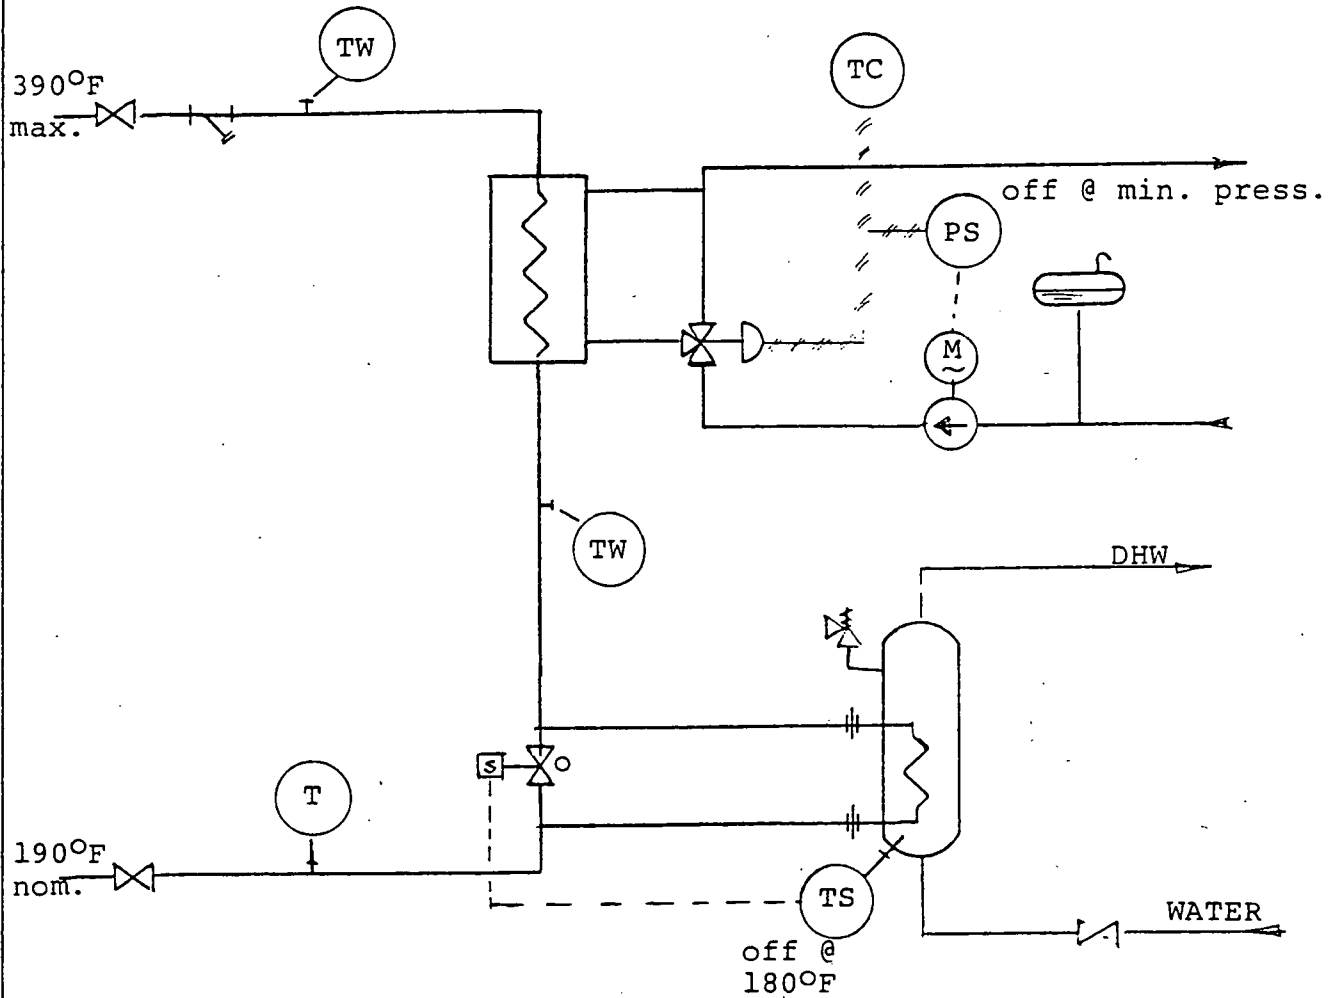 TW
390°F
max.
TC
off @ min. press.
PS
M
~
TW
DHW
S
O
T
190°F
nom.
TS
WATER
off @
180°F